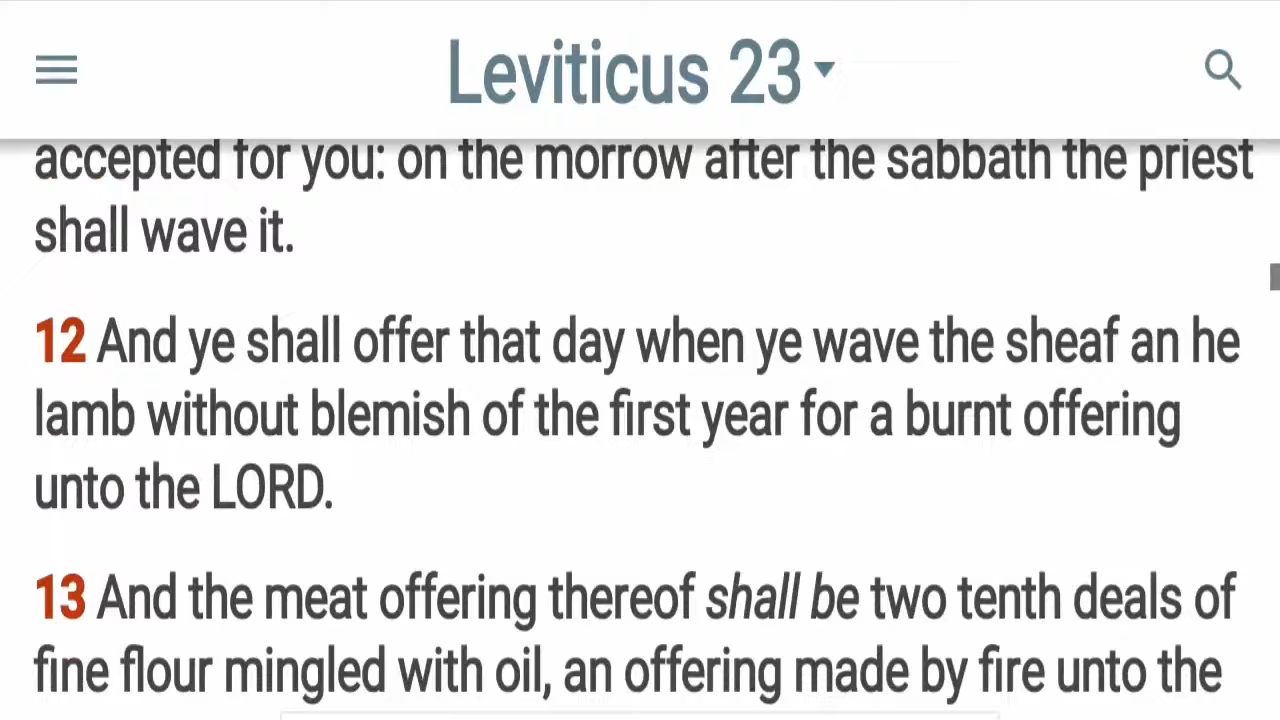 Leviticus 23
accepted for you: on the morrow after the sabbath the priest
shall wave it.
12 And ye shall offer that day when ye wave the sheaf an he
lamb without blemish of the first year for a burnt offering
unto the LORD.
13 And the meat offering thereof shall be two tenth deals of
fine flour mingled with oil, an offering made by fire unto the